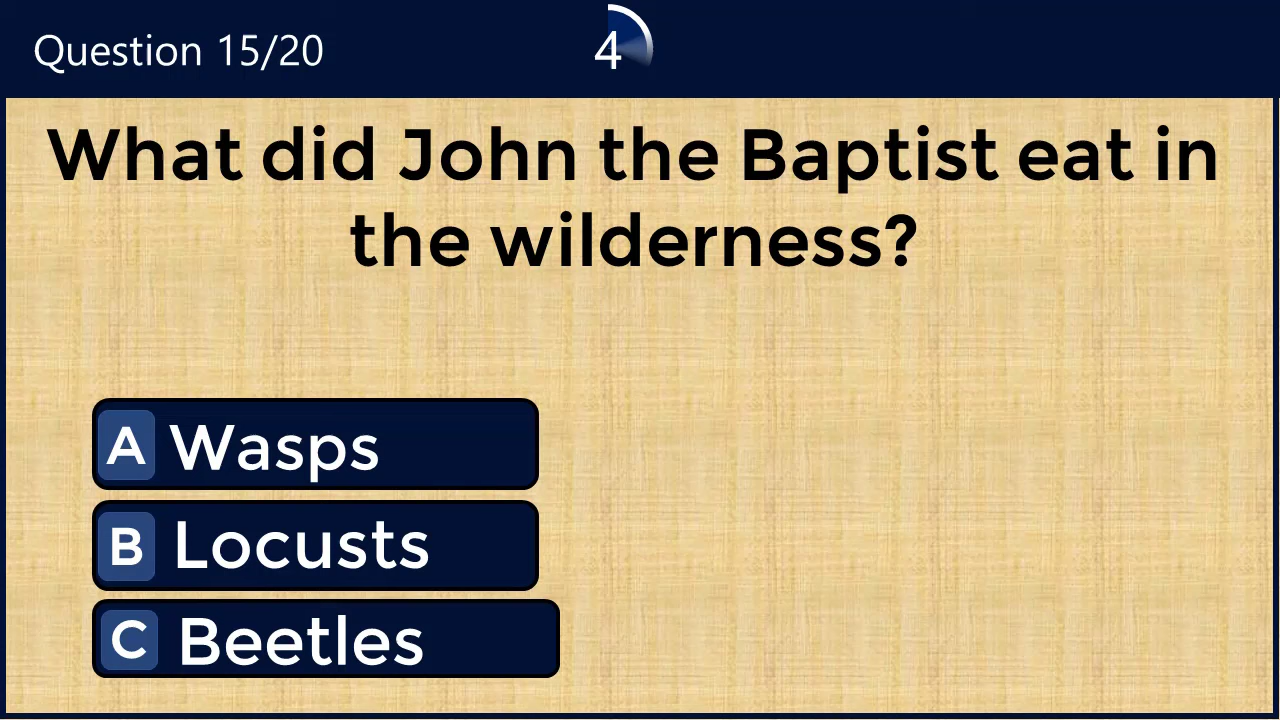 Question 15/20
4
What did John the Baptist eat in
the wilderness?
A Wasps
B Locusts
C Beetles